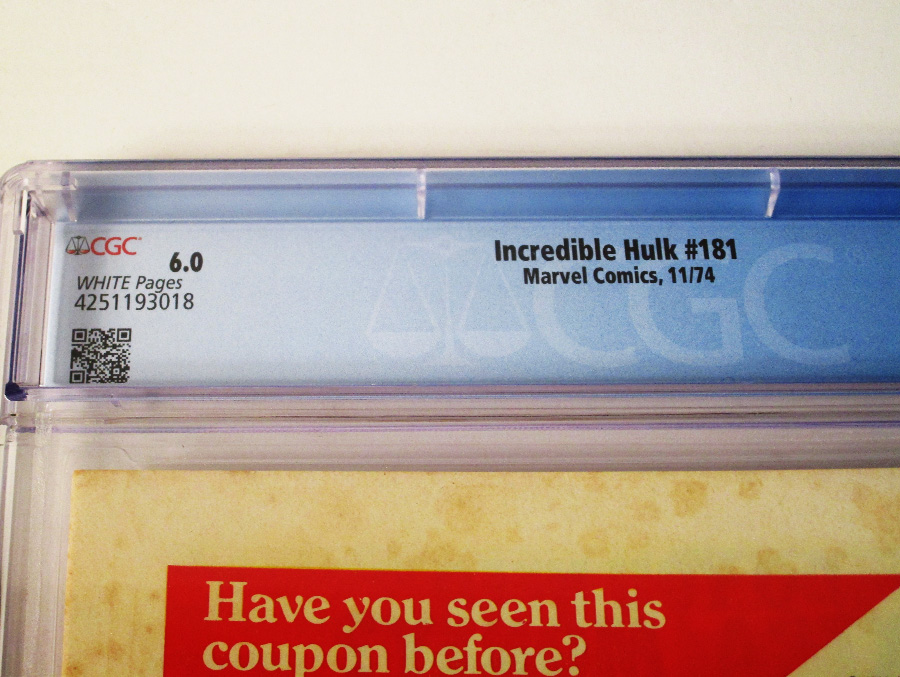 CGC
6.0
WHITE Pages
4251193018
Incredible Hulk #181
Marvel Comics, 11/74
CGC
Have you seen this
coupon before?